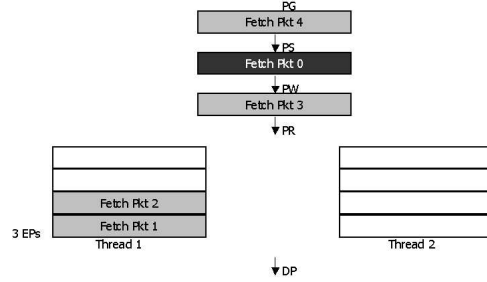 PG
Fetch Pkt 4
PS
Fetch Pkt 0
PW
Fetch Pkt 3
PR
Fetch Pkt 2
Fetch Pkt 1
3 EPs
Thread 1
Thread 2
DP